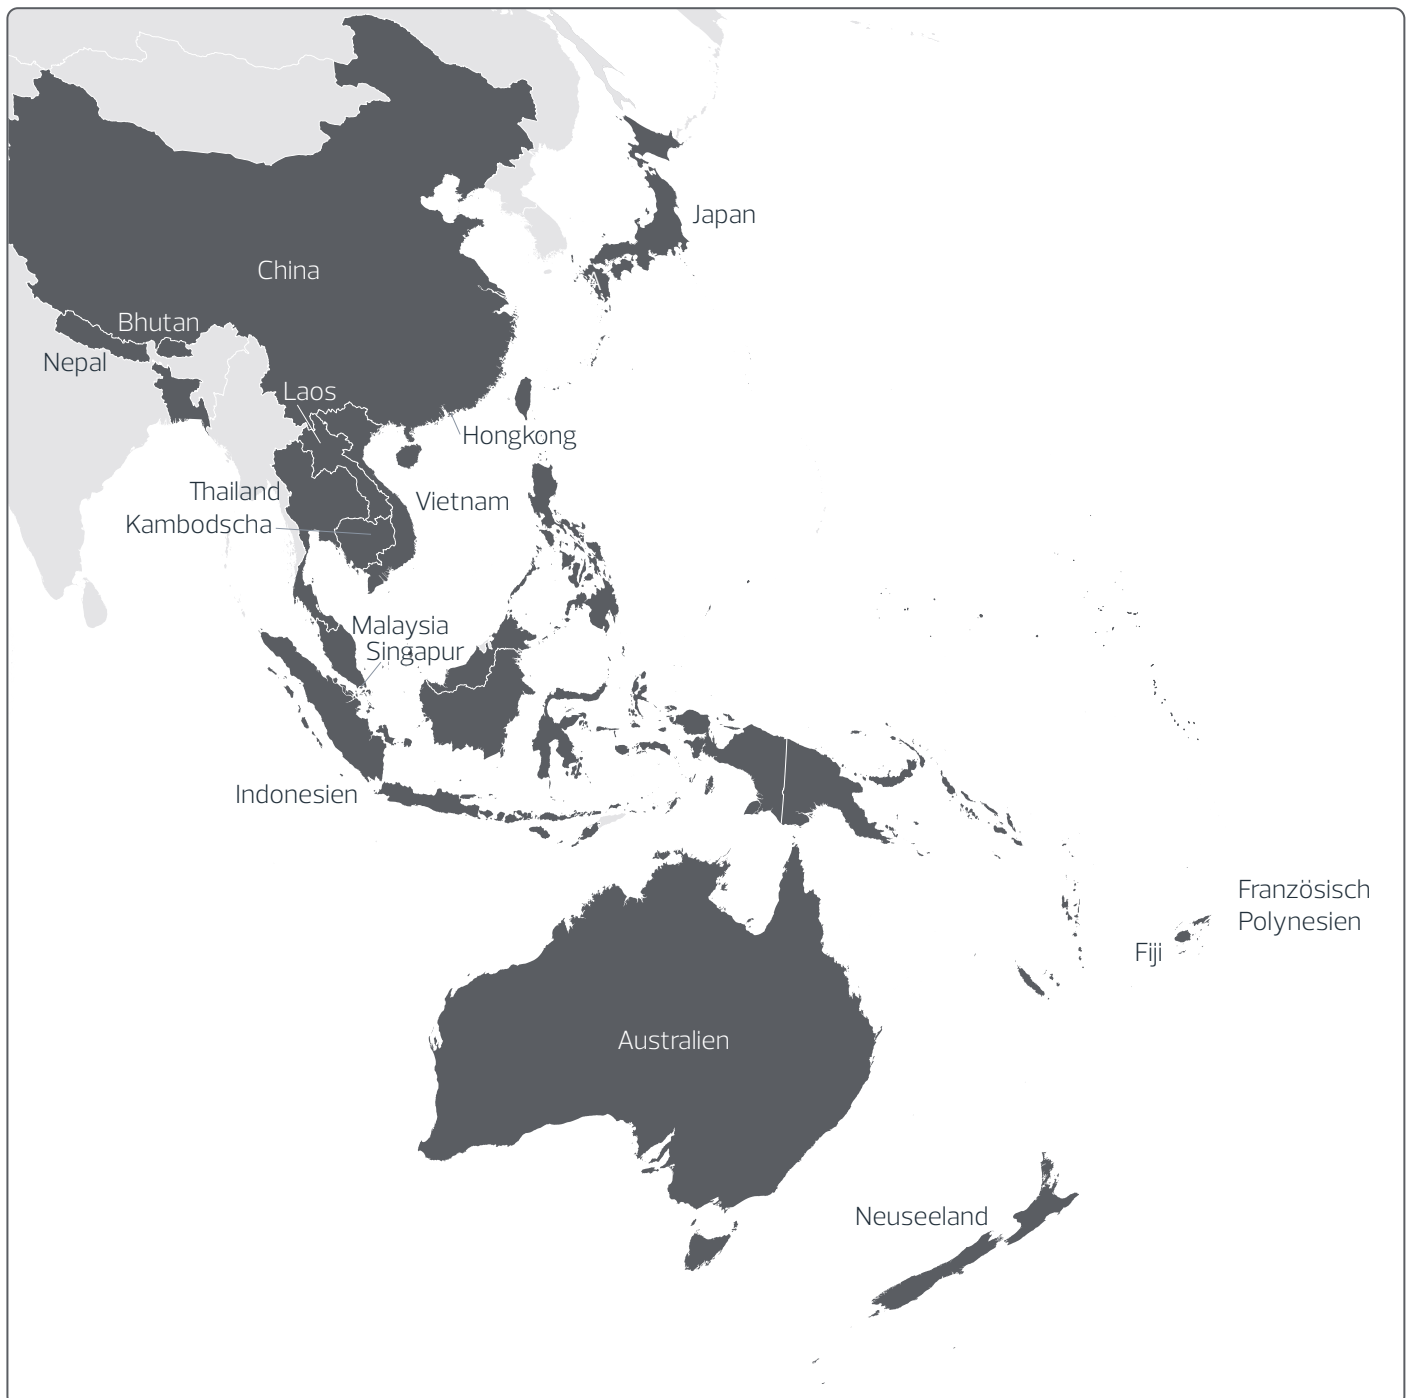 Japan
China
Bhutan
Nepal
Laos
Hongkong
Thailand
Vietnam
Kambodscha
Malaysia
Singapur
Indonesien
Französisch
Polynesien
Fiji
Australien
Neuseeland